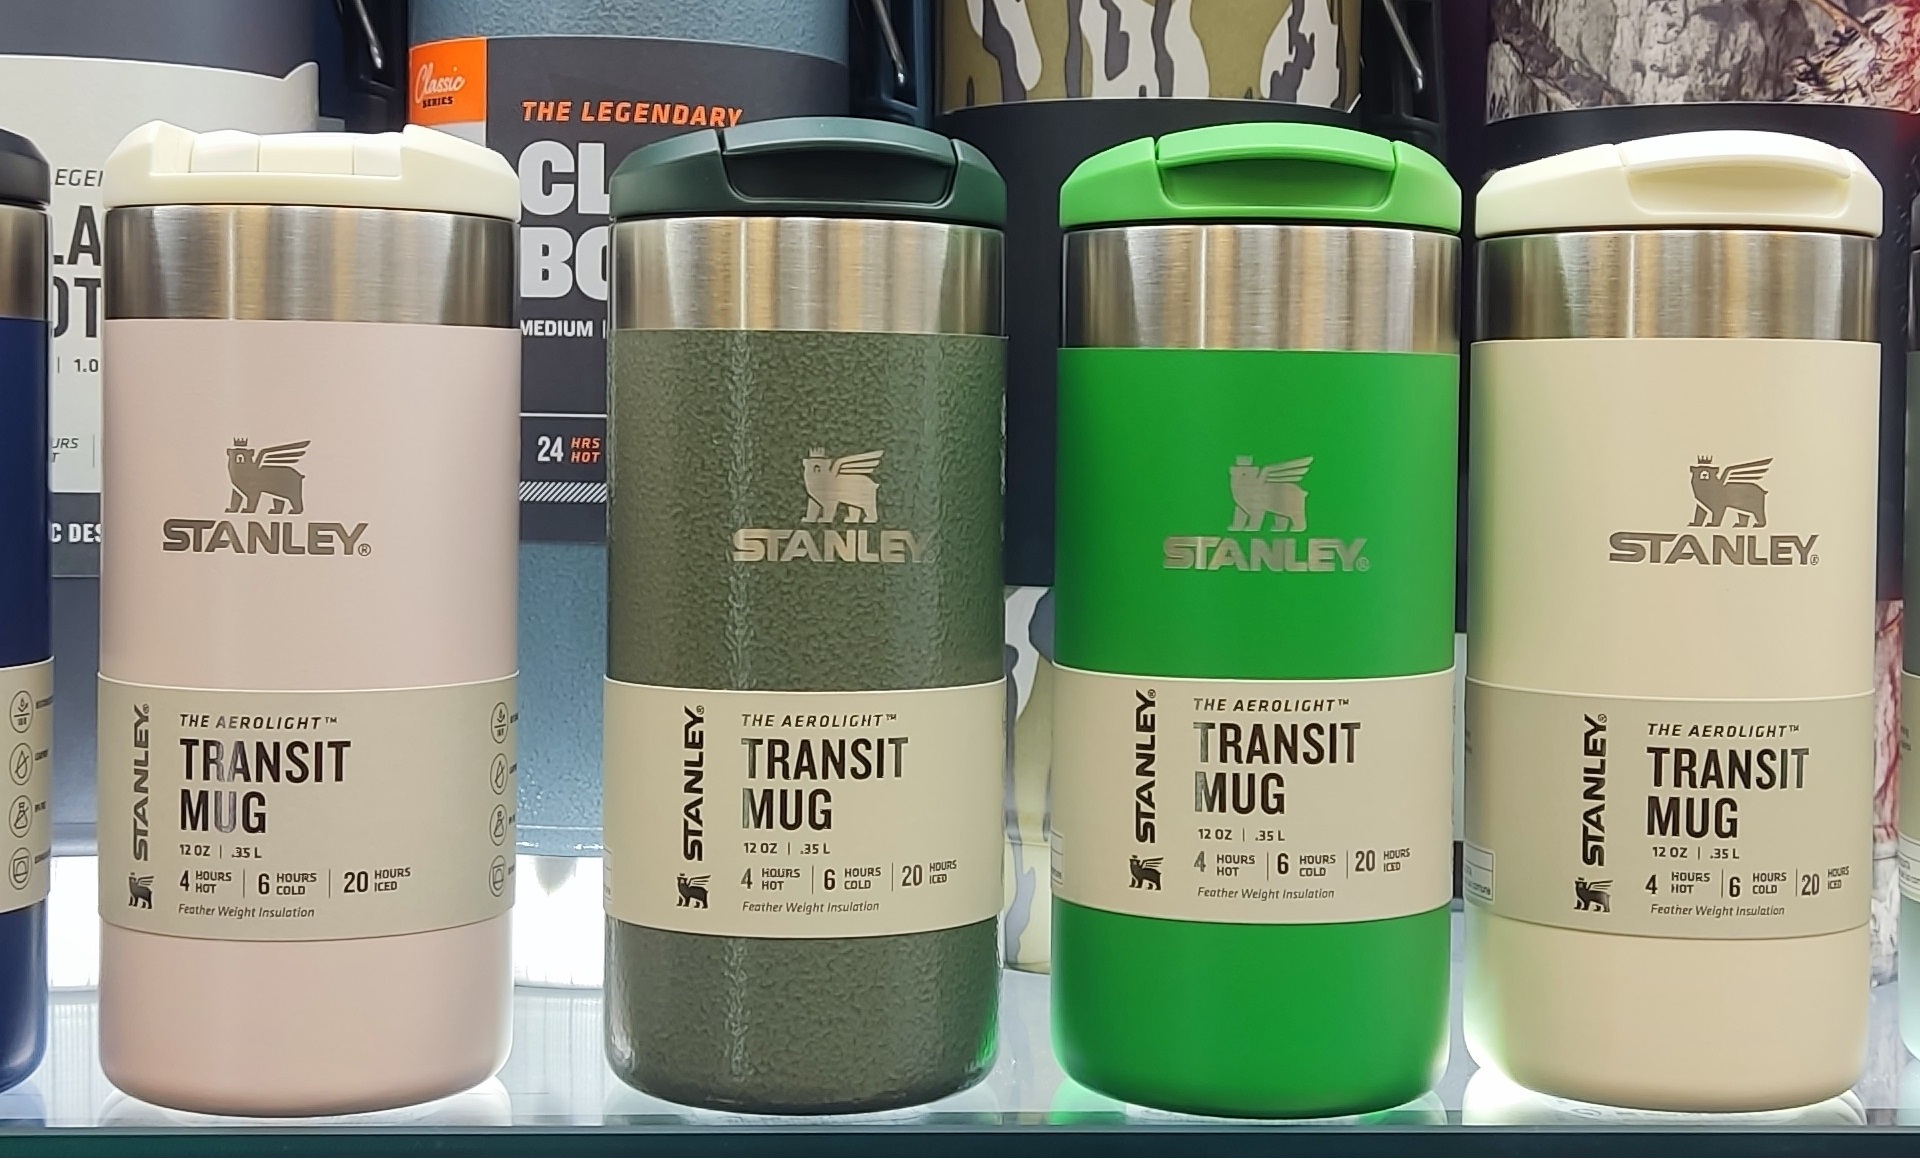 Classic
SERIES
THE LEGENDARY
MEDIUM
24 HRS HOT
1.0
STANLEY®
STANLEY®
THE AEROLIGHT™
TRANSIT
MUG
12 OZ | .35 L
4 HOURS HOT | 6 HOURS COLD | 20 HOURS ICED
Feather Weight Insulation
STANLEY
STANLEY®
THE AEROLIGHT™
TRANSIT
MUG
12 OZ | .35 L
4 HOURS HOT | 6 HOURS COLD | 20 HOURS ICED
Feather Weight Insulation
STANLEY®
STANLEY®
THE AEROLIGHT™
TRANSIT
MUG
12 OZ | .35 L
4 HOURS HOT | 6 HOURS COLD | 20 HOURS ICED
Feather Weight Insulation
STANLEY®
STANLEY®
THE AEROLIGHT™
TRANSIT
MUG
12 OZ | .35 L
4 HOURS HOT | 6 HOURS COLD | 20 HOURS ICED
Feather Weight Insulation